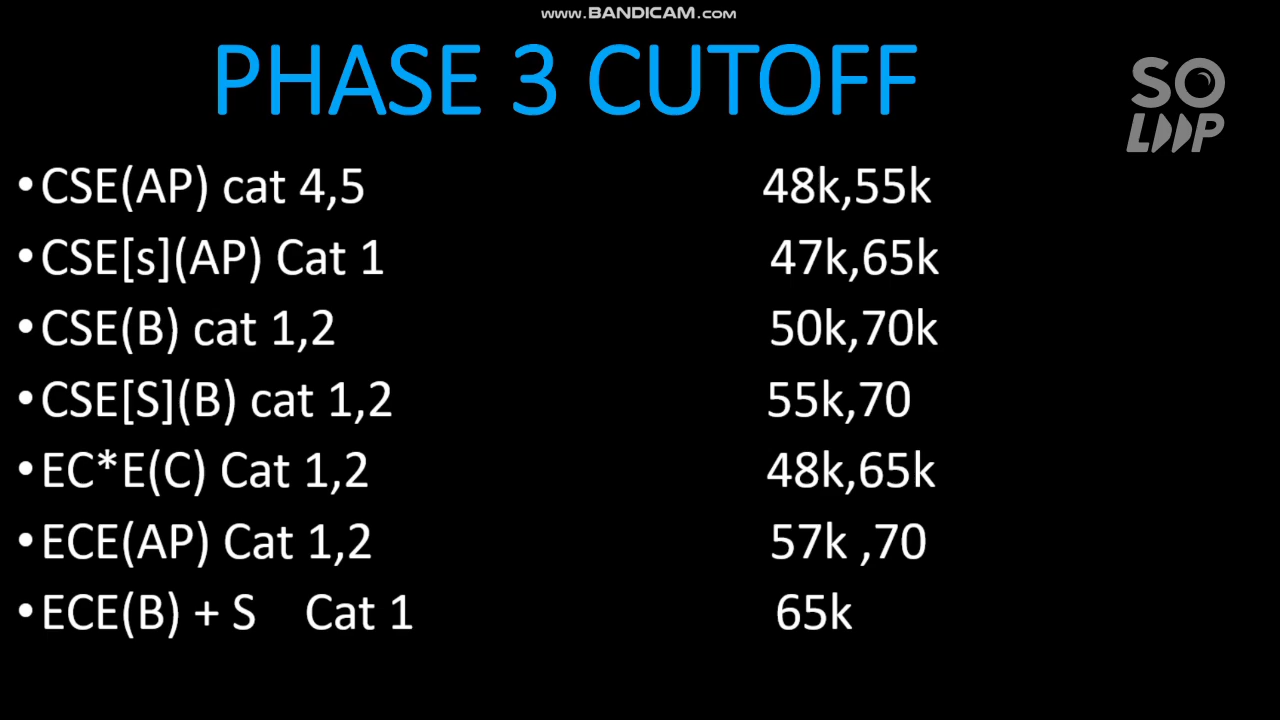 www.BANDICAM.com
PHASE 3 CUTOFF
SO
LOOP
•CSE(AP) cat 4,5 48k,55k
•CSE[s](AP) Cat 1 47k,65k
•CSE(B) cat 1,2 50k,70k
•CSE[S](B) cat 1,2 55k,70
•EC*E(C) Cat 1,2 48k,65k
•ECE(AP) Cat 1,2 57k ,70
•ECE(B) + S Cat 1 65k